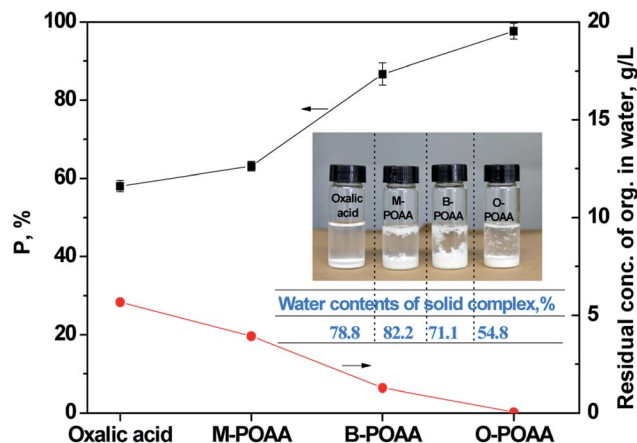 100
80
60
40
20
0
P, %
20
15
10
5
0
Residual conc. of org. in water, g/L
Oxalic acid
M-POAA
B-POAA
O-POAA
Oxalic
acid
M-
POAA
B-
POAA
O-
POAA
Water contents of solid complex,%
78.8 82.2 71.1 54.8